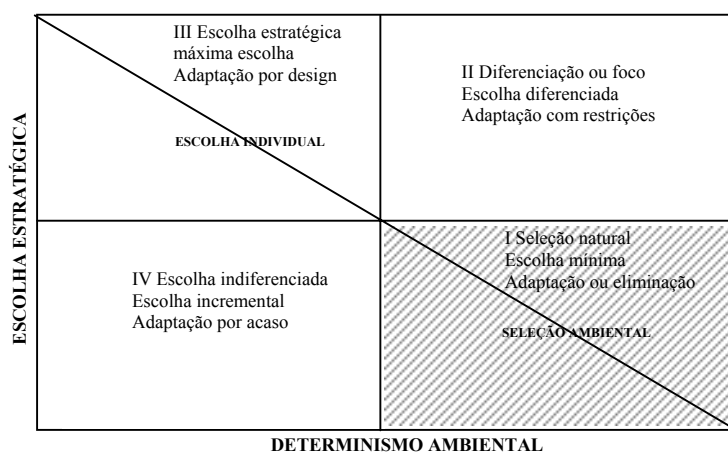 III Escolha estratégica
máxima escolha
Adaptação por design
ESCOLHA INDIVIDUAL
II Diferenciação ou foco
Escolha diferenciada
Adaptação com restrições
ESCOLHA ESTRATÉGICA
IV Escolha indiferenciada
Escolha incremental
Adaptação por acaso
I Seleção natural
Escolha mínima
Adaptação ou eliminação
SELEÇÃO AMBIENTAL
DETERMINISMO AMBIENTAL